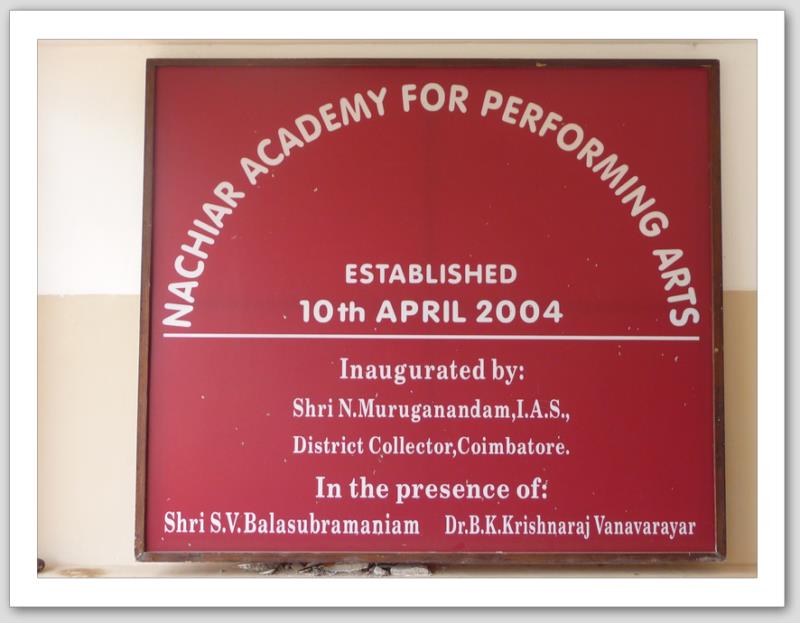 NACHIAR ACADEMY FOR PERFORMING ARTS
ESTABLISHED
10th APRIL 2004
Inaugurated by:
Shri N.Muruganandam,I.A.S.,
District Collector,Coimbatore.
In the presence of:
Shri S.V.Balasubramaniam Dr.B.K.Krishnaraj Vanavarayar